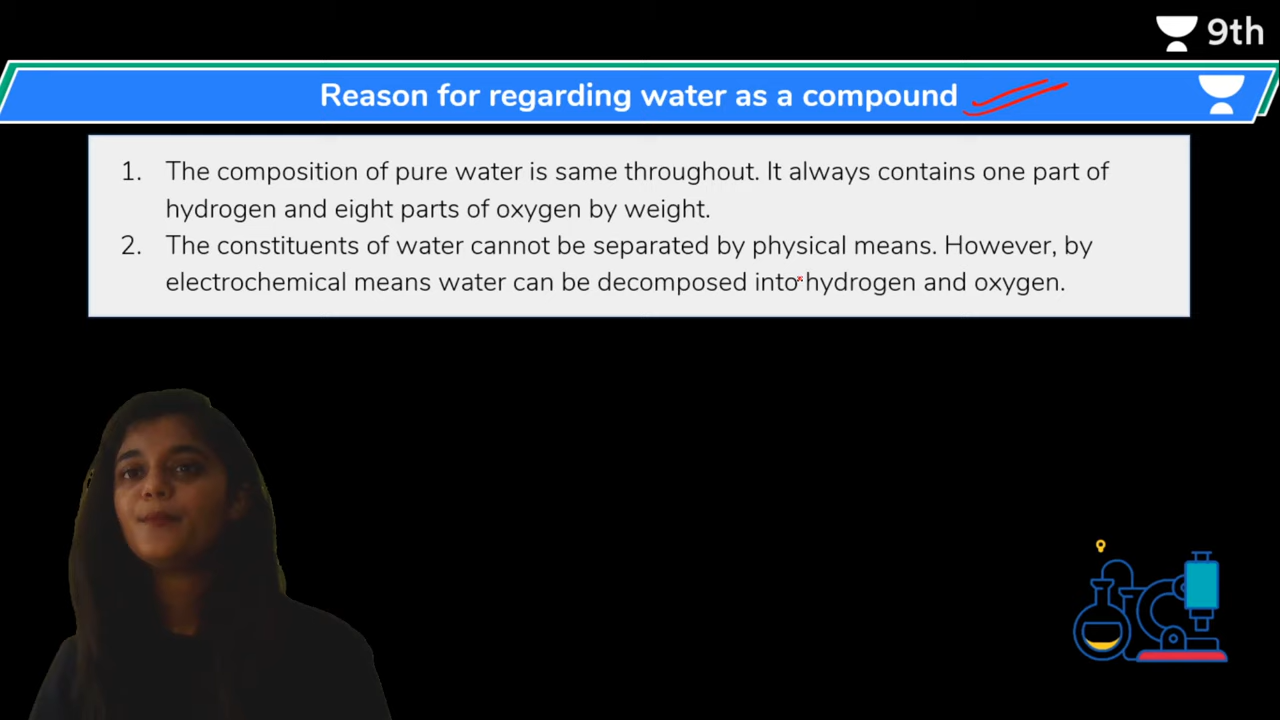 9th
Reason for regarding water as a compound
1. The composition of pure water is same throughout. It always contains one part of
hydrogen and eight parts of oxygen by weight.
2. The constituents of water cannot be separated by physical means. However, by
electrochemical means water can be decomposed into hydrogen and oxygen.